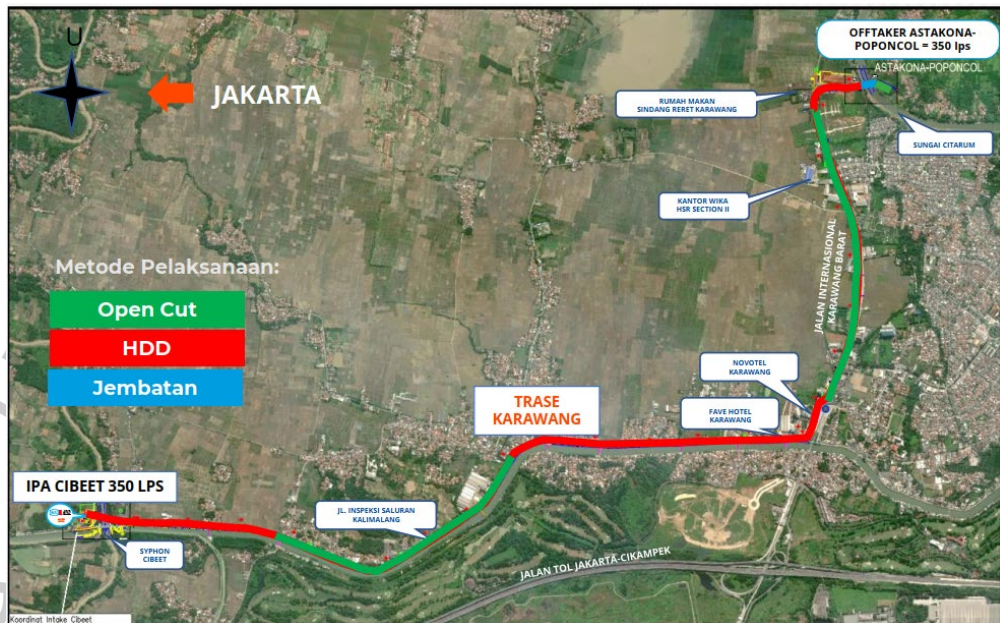 U
JAKARTA
OFFTAKER ASTAKONA-
POPONCOL = 350 lps
ASTAKONA-POPONCOL
RUMAH MAKAN
SINDANG RERET KARAWANG
SUNGAI CITARUM
KANTOR WIKA
HSR SECTION II
JALAN INTERNASIONAL
KARAWANG BARAT
Metode Pelaksanaan:
Open Cut
HDD
Jembatan
NOVOTEL
KARAWANG
TRASE
KARAWANG
FAVE HOTEL
KARAWANG
IPA CIBEET 350 LPS
JL. INSPEKSI SALURAN
KALIMALANG
SYPHON
CIBEET
JALAN TOL JAKARTA-CIKAMPEK
Koordinat Intake Cibeet